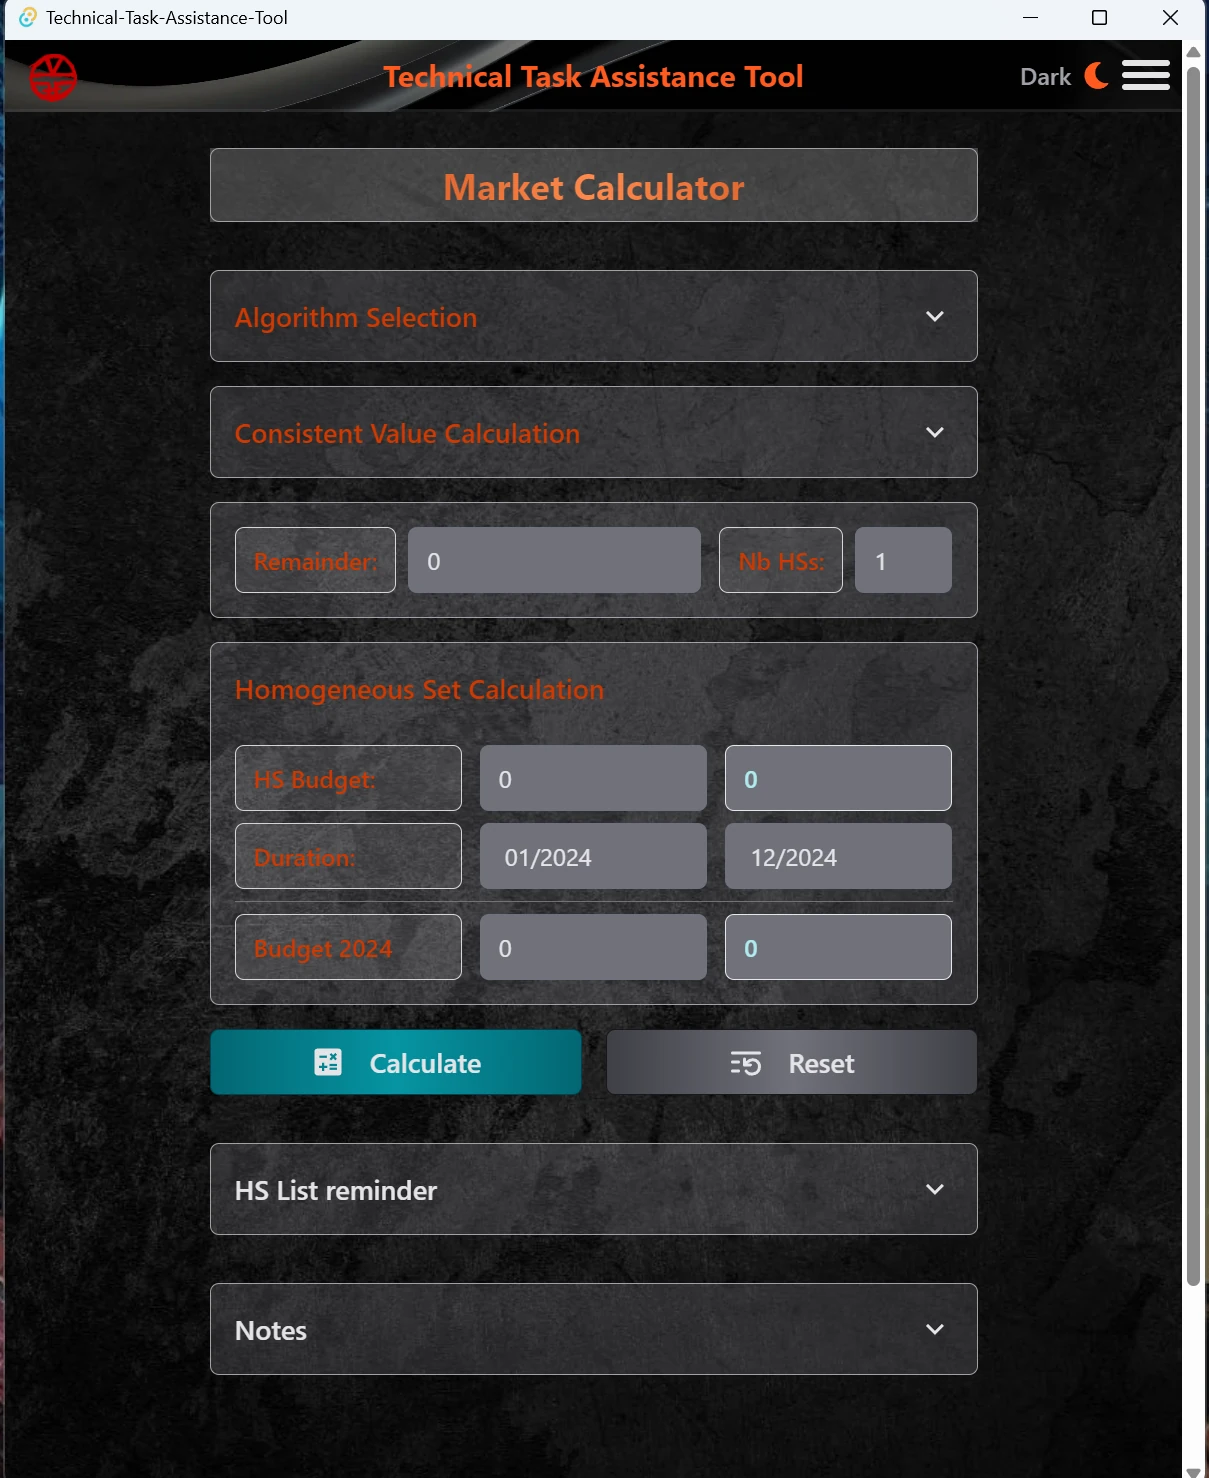 Technical-Task-Assistance-Tool
Technical Task Assistance Tool
Dark
Market Calculator
Algorithm Selection
Consistent Value Calculation
Remainder: 0 Nb HSs: 1
Homogeneous Set Calculation
HS Budget: 0 0
Duration: 01/2024 12/2024
Budget 2024 0 0
Calculate Reset
HS List reminder
Notes